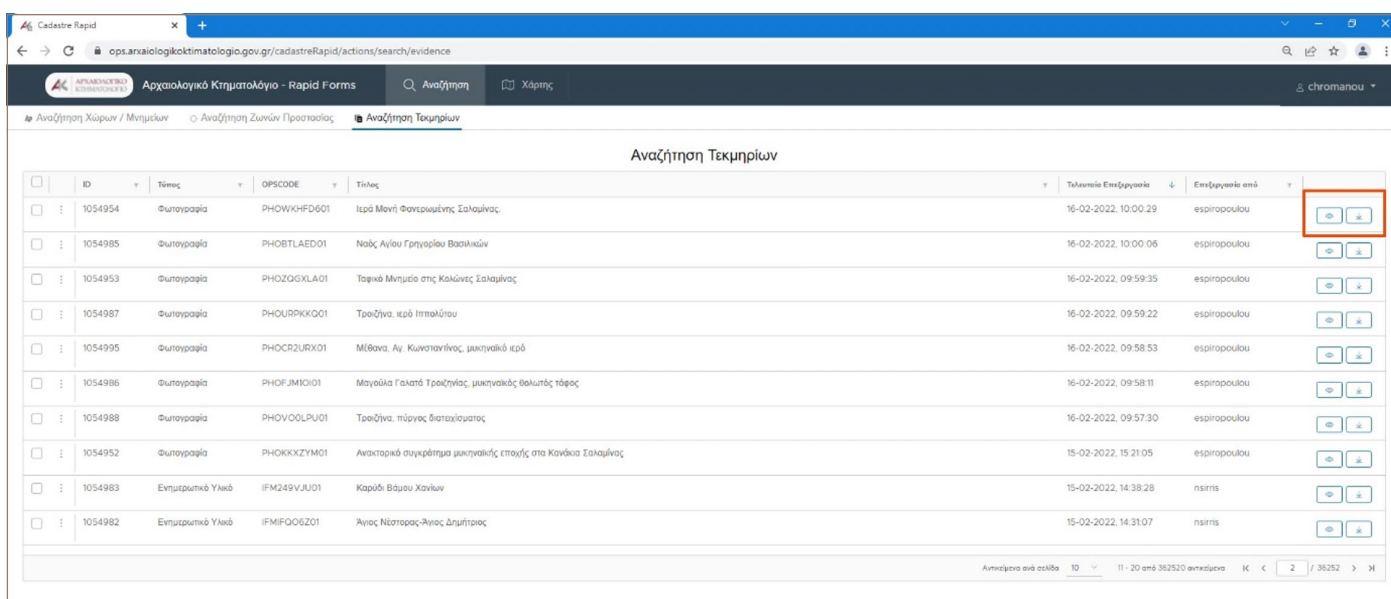 Cadastre Rapid
ops.arxaiologikoktimatologio.gov.gr/cadastreRapid/actions/search/evidence
ΑΡΧΑΙΟΛΟΓΙΚΟ
ΚΤΗΜΑΤΟΛΟΓΙΟ
Αρχαιολογικό Κτηματολόγιο - Rapid Forms Αναζήτηση Χάρτης chromanou
Αναζήτηση Χώρων / Μνημείων Αναζήτηση Ζωνών Προστασίας Αναζήτηση Τεκμηρίων
Αναζήτηση Τεκμηρίων
ID Τύπος OPSCODE Τίτλος Τελευταία Επεξεργασία Επεξεργασία από
1054954 Φωτογραφία PHOWKHFD601 Ιερά Μονή Φανερωμένης Σαλαμίνας. 16-02-2022, 10:00:29 espiropoulou
1054985 Φωτογραφία PHOBTLAED01 Ναός Αγίου Γρηγορίου Βασιλικών 16-02-2022, 10:00:06 espiropoulou
1054953 Φωτογραφία PHOZQGXLA01 Ταφικό Μνημείο στις Κολώνες Σαλαμίνας 16-02-2022, 09:59:35 espiropoulou
1054987 Φωτογραφία PHOURPKKQ01 Τροιζήνα, ιερό Ιππολύτου 16-02-2022, 09:59:22 espiropoulou
1054995 Φωτογραφία PHOCR2URX01 Μέθανα, Αγ. Κωνσταντίνος, μυκηναϊκό ιερό 16-02-2022, 09:58:53 espiropoulou
1054986 Φωτογραφία PHOFJM1OI01 Μαγούλα Γαλατά Τροιζηνίας, μυκηναϊκός θολωτός τάφος 16-02-2022, 09:58:11 espiropoulou
1054988 Φωτογραφία PHOVO0LPU01 Τροιζήνα, πύργος διατειχίσματος 16-02-2022, 09:57:30 espiropoulou
1054952 Φωτογραφία PHOKKXZYM01 Ανακτορικό συγκρότημα μυκηναϊκής εποχής στα Κανάκια Σαλαμίνας 15-02-2022, 15:21:05 espiropoulou
1054983 Ενημερωτικό Υλικό IFM249VJU01 Καρύδι Βάμου Χανίων 15-02-2022, 14:38:28 nsirris
1054982 Ενημερωτικό Υλικό IFMIFQO6Z01 Άγιος Νέστορας-Άγιος Δημήτριος 15-02-2022, 14:31:07 nsirris
Αντικείμενα ανά σελίδα 10 11 - 20 από 362520 αντικείμενα 2 / 36252